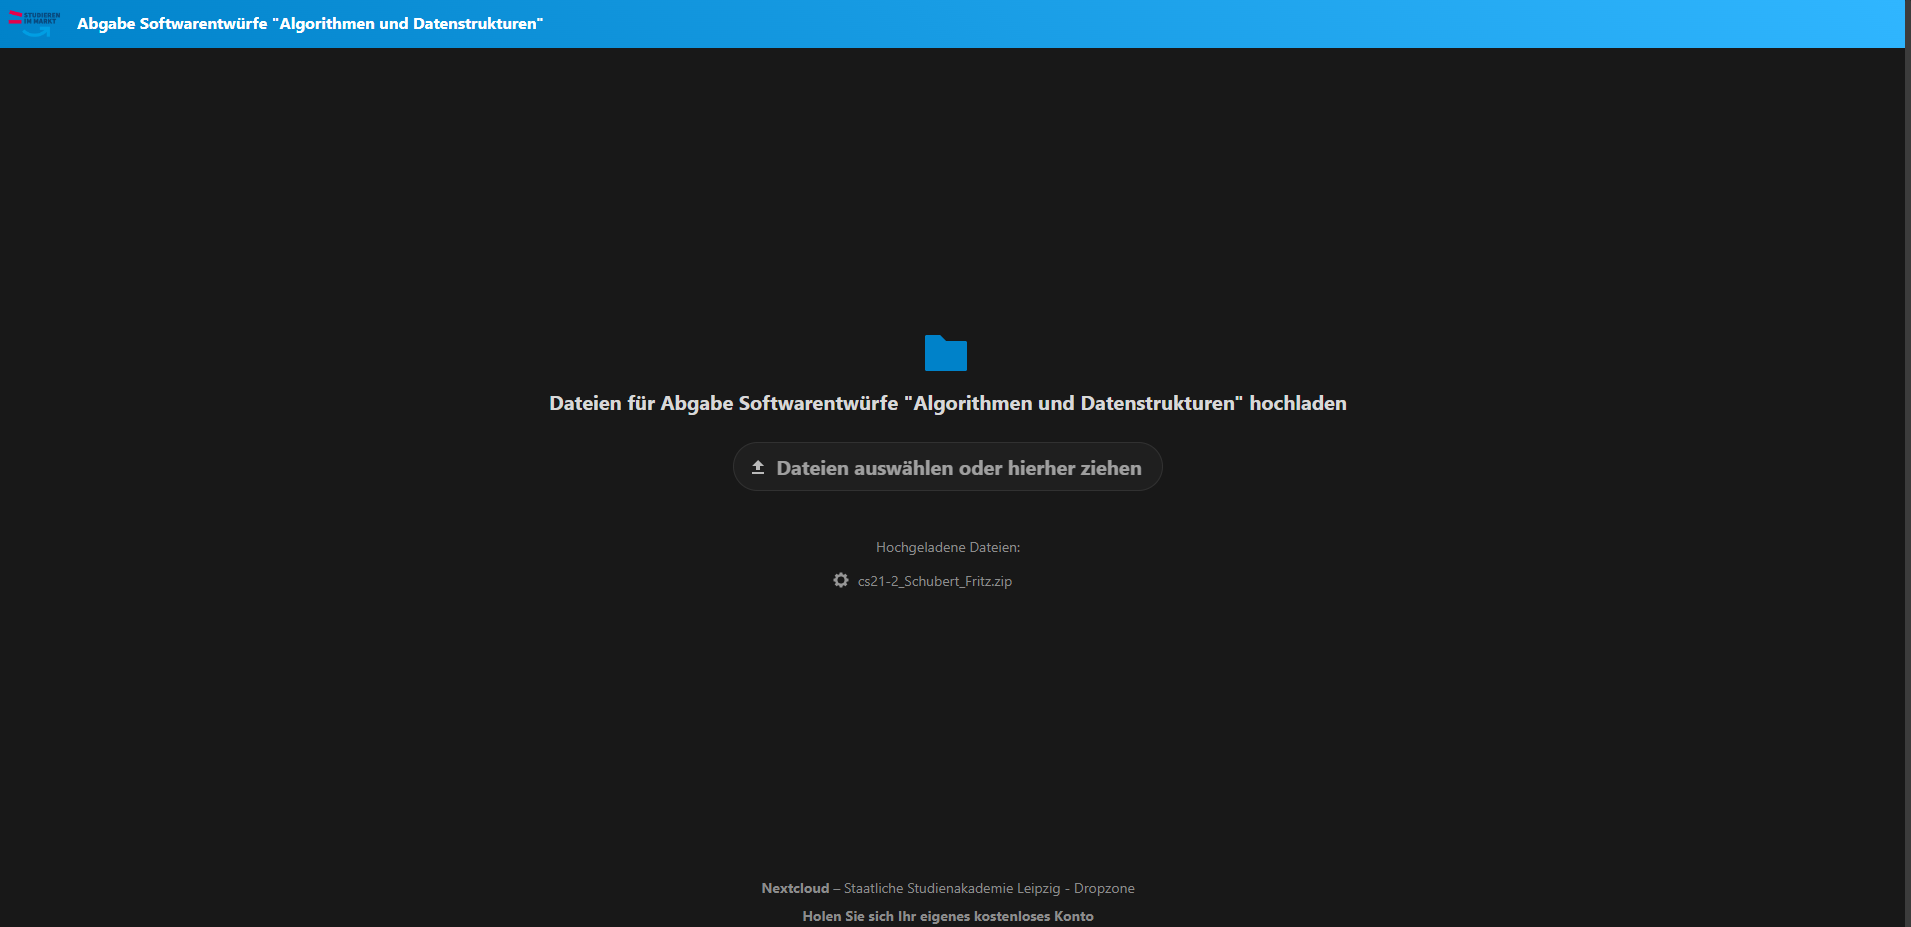 STUDIEREN
IM MARKT
Abgabe Softwarentwürfe "Algorithmen und Datenstrukturen"
Dateien für Abgabe Softwarentwürfe "Algorithmen und Datenstrukturen" hochladen
Dateien auswählen oder hierher ziehen
Hochgeladene Dateien:
cs21-2_Schubert_Fritz.zip
Nextcloud – Staatliche Studienakademie Leipzig - Dropzone
Holen Sie sich Ihr eigenes kostenloses Konto